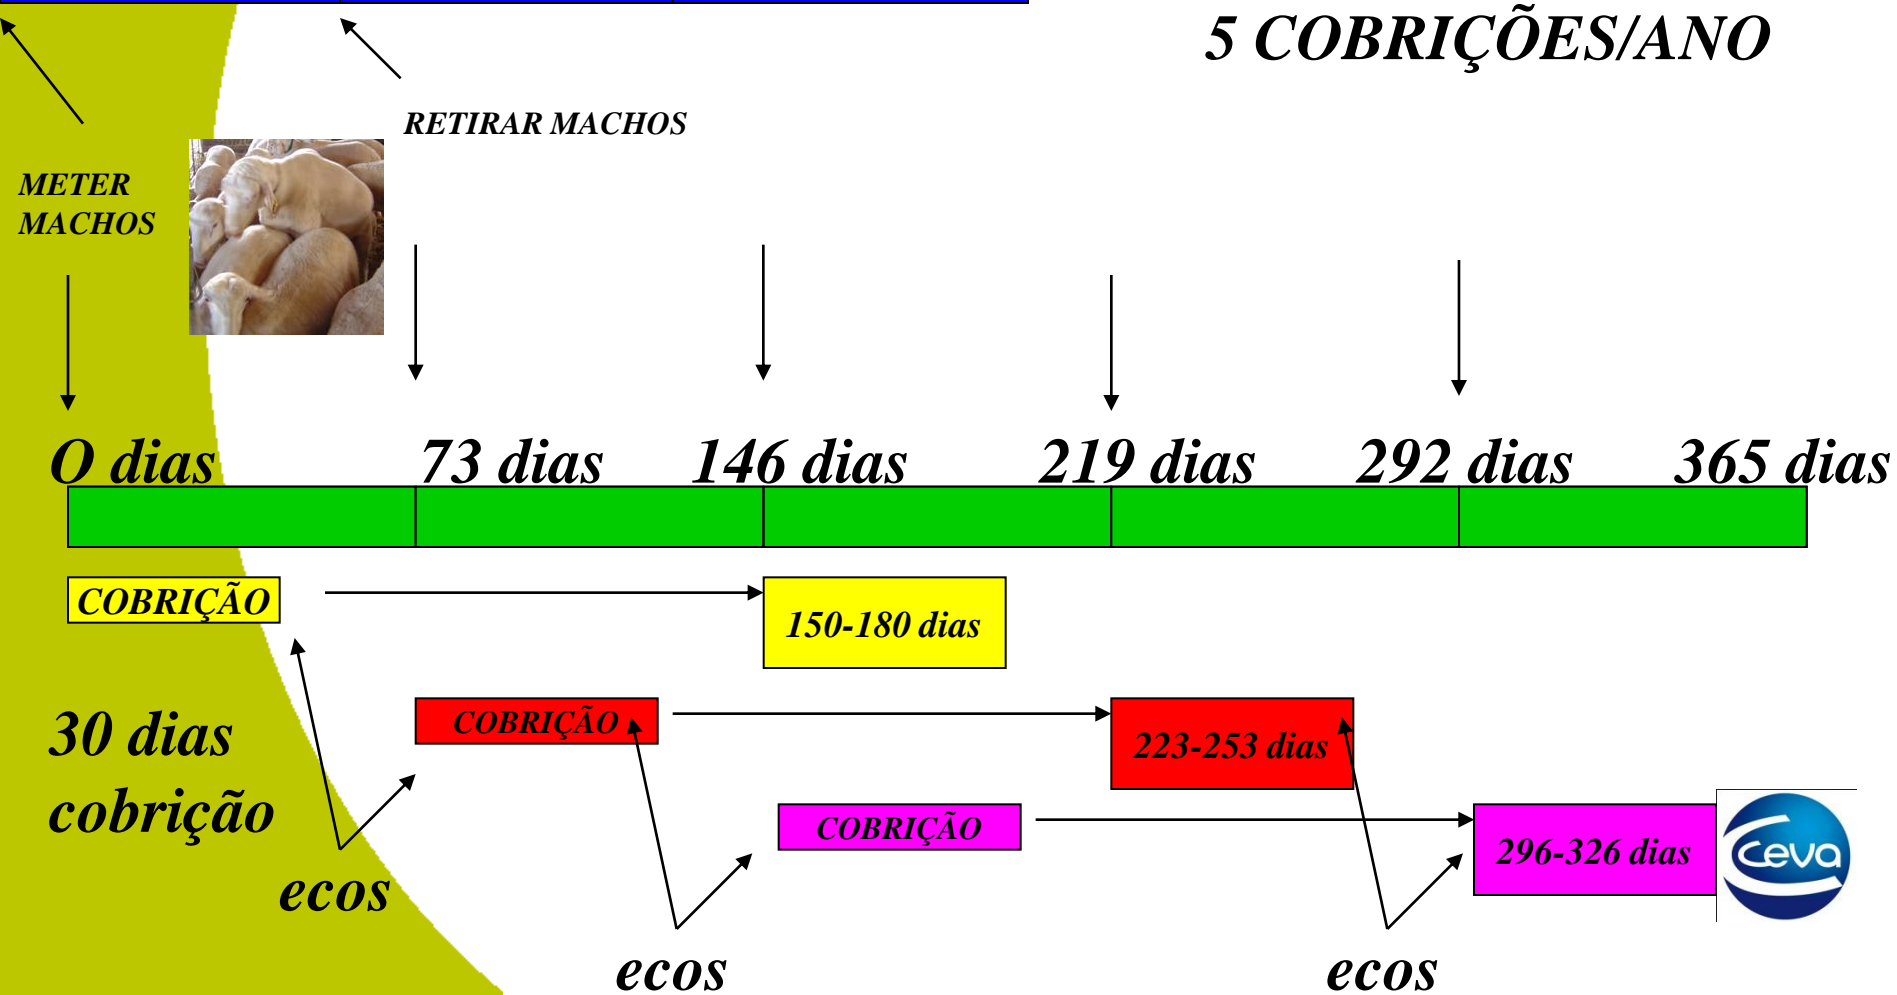 5 COBRIÇÕES/ANO
RETIRAR MACHOS
METER
MACHOS
O dias
73 dias
146 dias
219 dias
292 dias
365 dias
COBRIÇÃO
150-180 dias
COBRIÇÃO
223-253 dias
30 dias
cobrição
COBRIÇÃO
296-326 dias
ceva
ecos
ecos
ecos